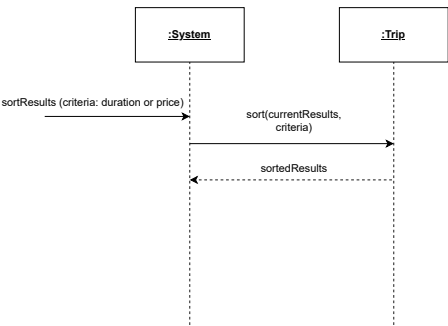 :System
:Trip
sortResults (criteria: duration or price)
sort(currentResults,
criteria)
sortedResults